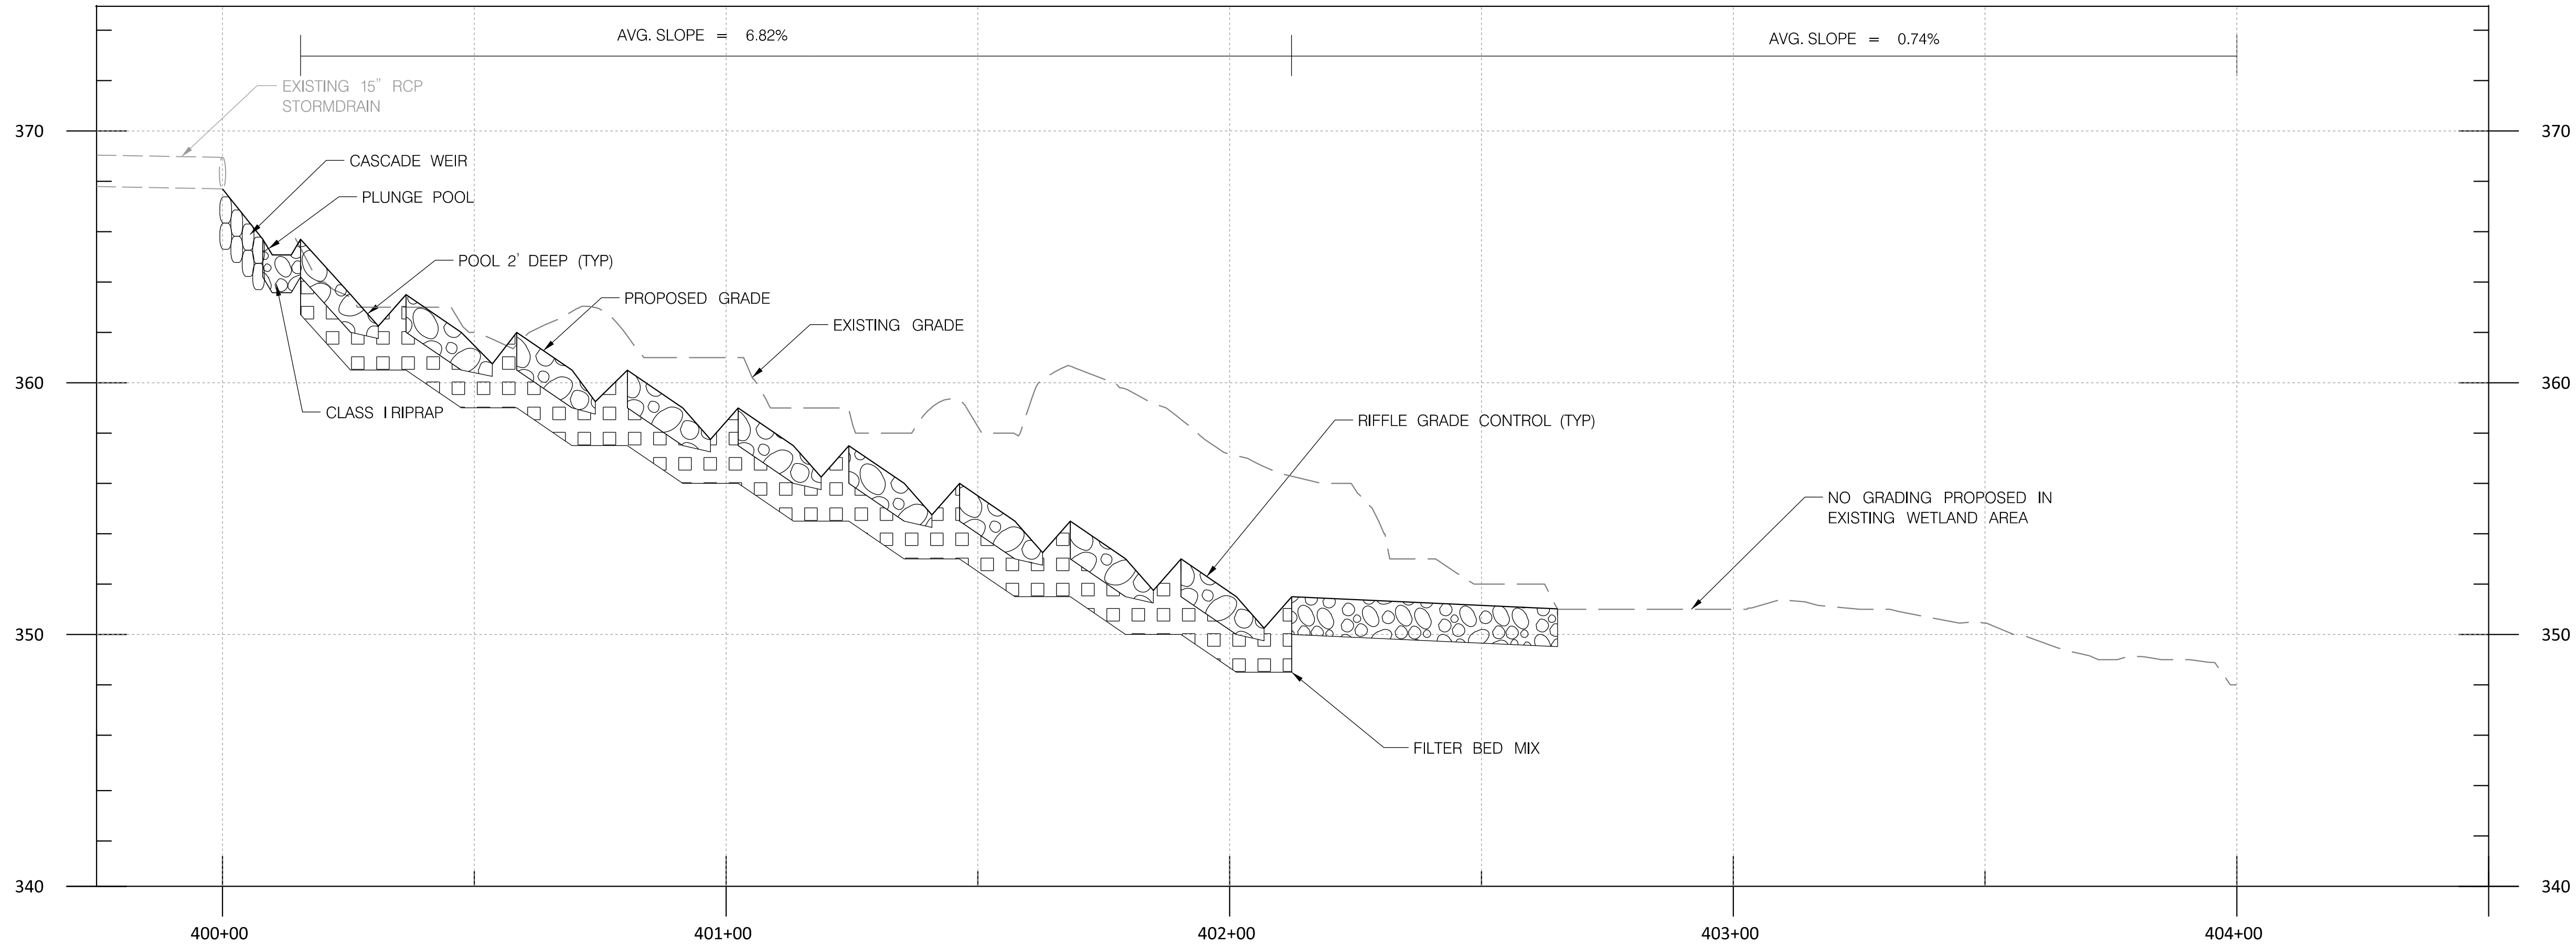 AVG. SLOPE = 6.82%
AVG. SLOPE = 0.74%
EXISTING 15" RCP
STORMDRAIN
370
370
CASCADE WEIR
PLUNGE POOL
POOL 2' DEEP (TYP)
PROPOSED GRADE
EXISTING GRADE
360
360
CLASS I RIPRAP
RIFFLE GRADE CONTROL (TYP)
NO GRADING PROPOSED IN
EXISTING WETLAND AREA
350
350
FILTER BED MIX
340
340
400+00
401+00
402+00
403+00
404+00